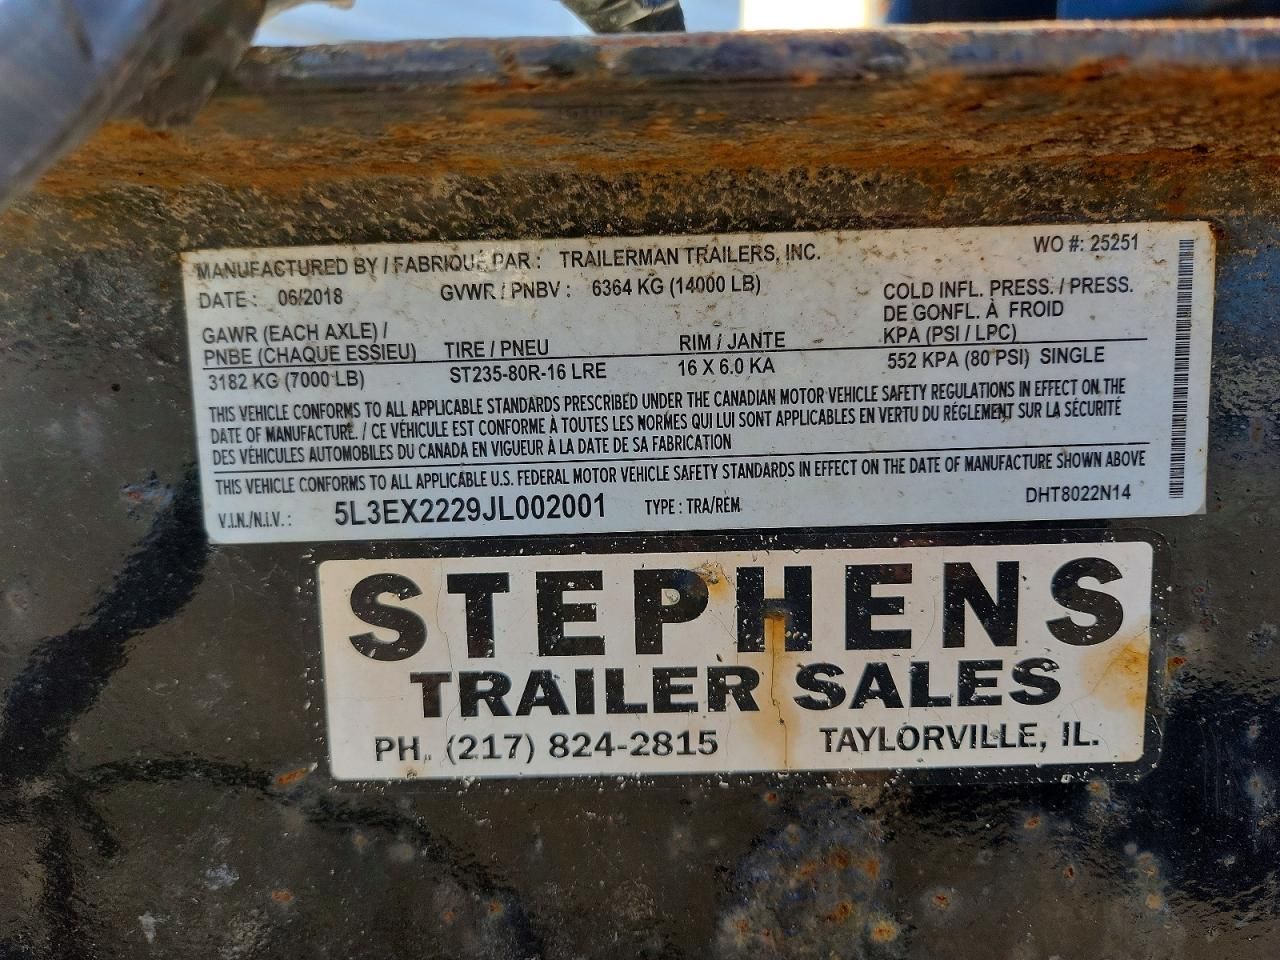 MANUFACTURED BY / FABRIQUÉ PAR : TRAILERMAN TRAILERS, INC. WO #: 25251
DATE : 06/2018 GVWR / PNBV : 6364 KG (14000 LB)
COLD INFL. PRESS. / PRESS.
DE GONFL. À FROID
GAWR (EACH AXLE) /
PNBE (CHAQUE ESSIEU) TIRE / PNEU RIM / JANTE KPA (PSI / LPC)
3182 KG (7000 LB) ST235-80R-16 LRE 16 X 6.0 KA 552 KPA (80 PSI) SINGLE
THIS VEHICLE CONFORMS TO ALL APPLICABLE STANDARDS PRESCRIBED UNDER THE CANADIAN MOTOR VEHICLE SAFETY REGULATIONS IN EFFECT ON THE
DATE OF MANUFACTURE. / CE VÉHICULE EST CONFORME À TOUTES LES NORMES QUI LUI SONT APPLICABLES EN VERTU DU RÉGLEMENT SUR LA SÉCURITÉ
DES VÉHICULES AUTOMOBILES DU CANADA EN VIGUEUR À LA DATE DE SA FABRICATION
THIS VEHICLE CONFORMS TO ALL APPLICABLE U.S. FEDERAL MOTOR VEHICLE SAFETY STANDARDS IN EFFECT ON THE DATE OF MANUFACTURE SHOWN ABOVE
V.I.N./N.I.V.: 5L3EX2229JL002001 TYPE : TRA/REM DHT8022N14
STEPHENS
TRAILER SALES
PH. (217) 824-2815 TAYLORVILLE, IL.